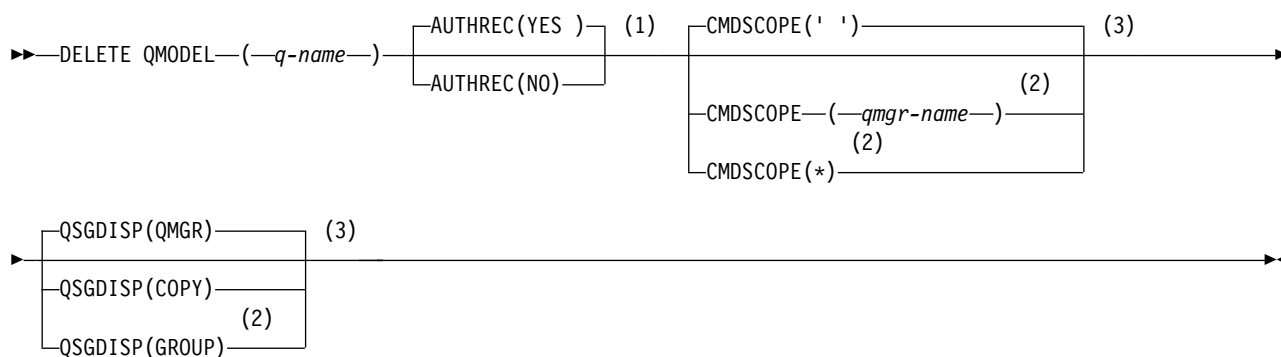 AUTHREC(YES ) (1) CMDSCOPE(' ') (3)
DELETE QMODEL ( q-name )
AUTHREC(NO) (2)
CMDSCOPE ( qmgr-name )
(2)
CMDSCOPE(*)
QSGDISP(QMGR) (3)
QSGDISP(COPY)
(2)
QSGDISP(GROUP)